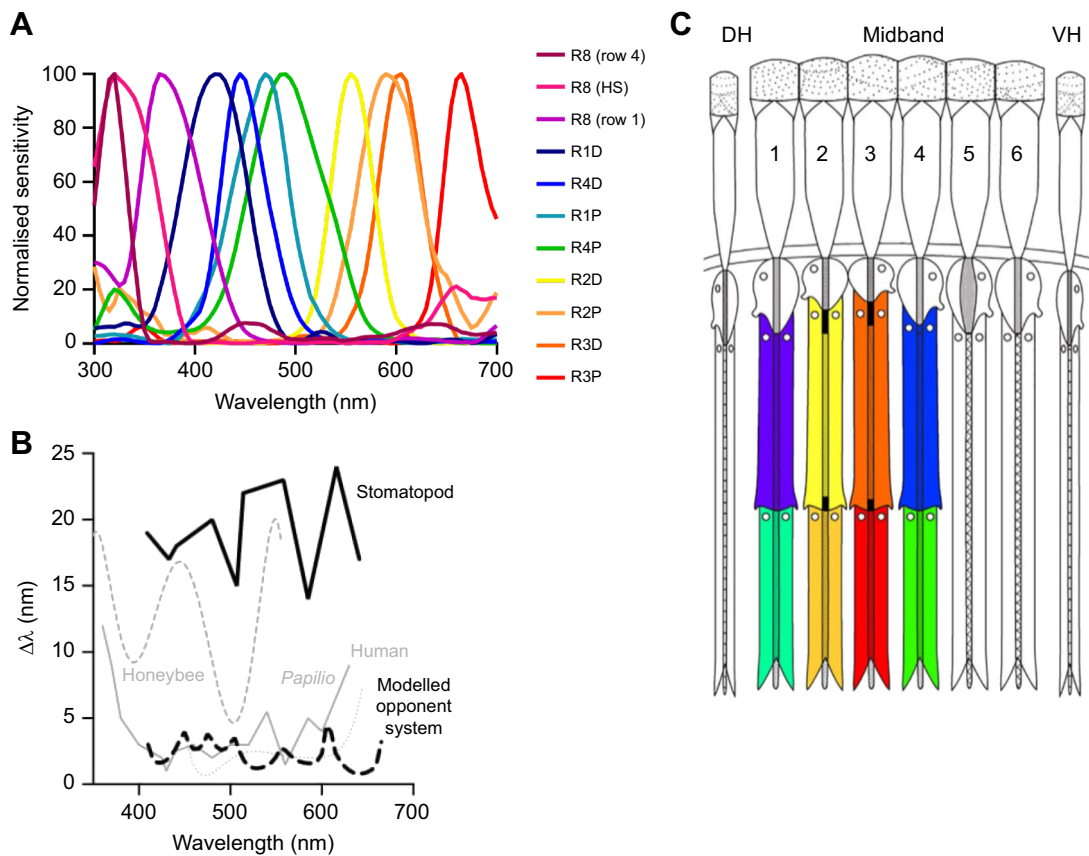 A
Normalised sensitivity
100
80
60
40
20
0
300
400
500
600
700
Wavelength (nm)
R8 (row 4)
R8 (HS)
R8 (row 1)
R1D
R4D
R1P
R4P
R2D
R2P
R3D
R3P
B
Δλ (nm)
25
20
15
10
5
0
400
500
600
700
Wavelength (nm)
Stomatopod
Honeybee
Papilio
Human
Modelled
opponent
system
C
DH
Midband
VH
1
2
3
4
5
6